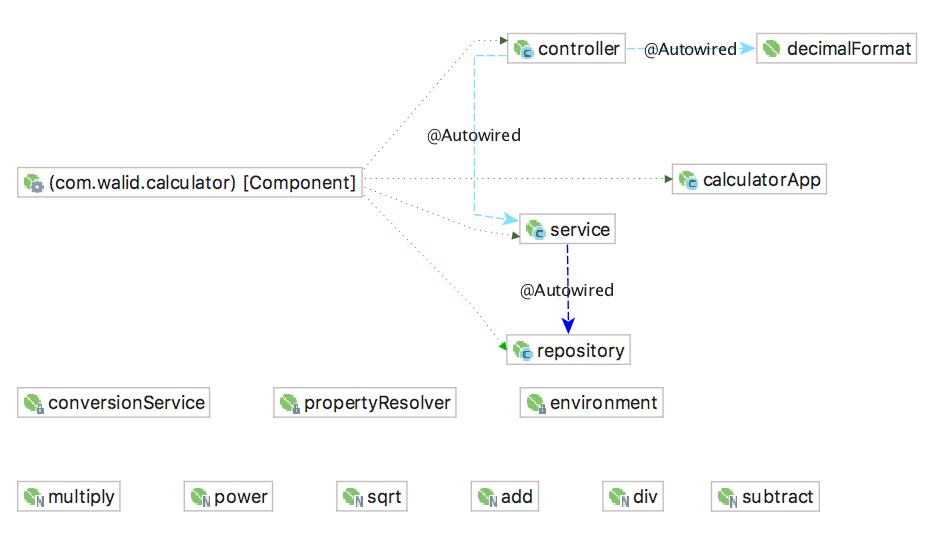 controller
@Autowired
decimalFormat
@Autowired
(com.walid.calculator) [Component]
calculatorApp
service
@Autowired
repository
conversionService
propertyResolver
environment
multiply
power
sqrt
add
div
subtract